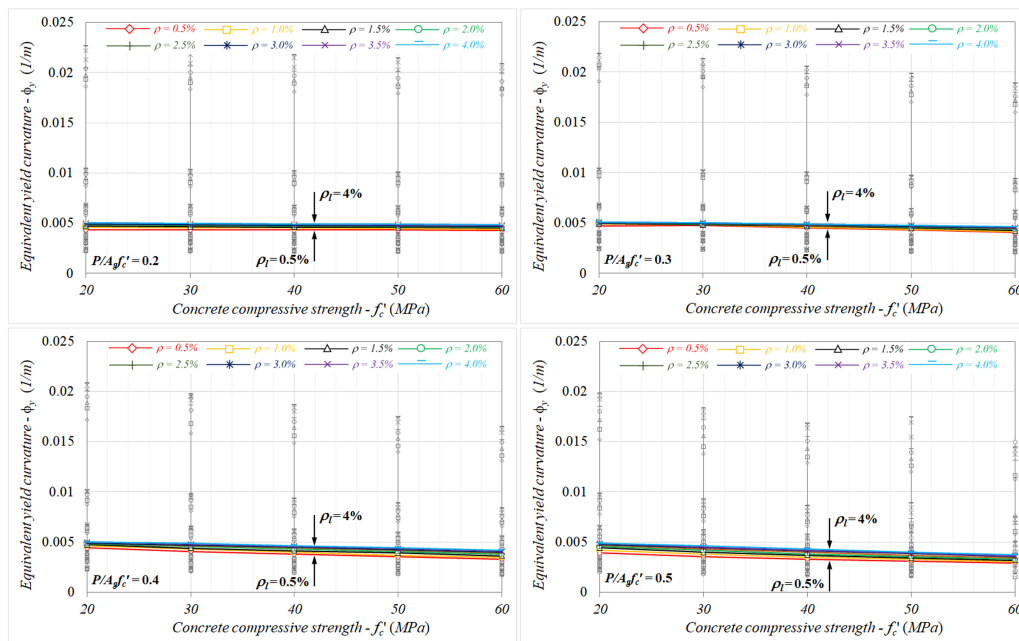 0.025
0.02
0.015
0.01
0.005
0
Equivalent yield curvature - ϕy (1/m)
ρ = 0.5% ρ = 1.0% ρ = 1.5% ρ = 2.0%
ρ = 2.5% ρ = 3.0% ρ = 3.5% ρ = 4.0%
ρl = 4%
ρl = 0.5%
P/Agfc' = 0.2
20 30 40 50 60
Concrete compressive strength - fc' (MPa)
0.025
0.02
0.015
0.01
0.005
0
Equivalent yield curvature - ϕy (1/m)
ρ = 0.5% ρ = 1.0% ρ = 1.5% ρ = 2.0%
ρ = 2.5% ρ = 3.0% ρ = 3.5% ρ = 4.0%
ρl = 4%
ρl = 0.5%
P/Agfc' = 0.3
20 30 40 50 60
Concrete compressive strength - fc' (MPa)
0.025
0.02
0.015
0.01
0.005
0
Equivalent yield curvature - ϕy (1/m)
ρ = 0.5% ρ = 1.0% ρ = 1.5% ρ = 2.0%
ρ = 2.5% ρ = 3.0% ρ = 3.5% ρ = 4.0%
ρl = 4%
ρl = 0.5%
P/Agfc' = 0.4
20 30 40 50 60
Concrete compressive strength - fc' (MPa)
0.025
0.02
0.015
0.01
0.005
0
Equivalent yield curvature - ϕy (1/m)
ρ = 0.5% ρ = 1.0% ρ = 1.5% ρ = 2.0%
ρ = 2.5% ρ = 3.0% ρ = 3.5% ρ = 4.0%
ρl = 4%
ρl = 0.5%
P/Agfc' = 0.5
20 30 40 50 60
Concrete compressive strength - fc' (MPa)